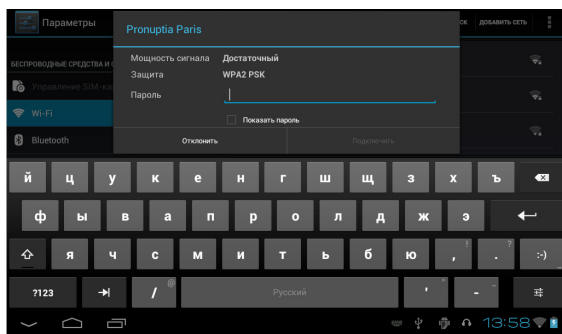 Параметры
СК ДОБАВИТЬ СЕТЬ
Pronuptia Paris
БЕСПРОВОДНЫЕ СРЕДСТВА И С
Мощность сигнала Достаточный
Защита WPA2 PSK
Управление SIM-ка
Пароль
Wi-Fi
Показать пароль
Bluetooth
Отклонить Подключить
й ц у к е н г ш щ з х ъ
ф ы в а п р о л д ж э
я ч с м и т ь б ю , ! . ? :-)
?123 / @ Русский ' " - _
13:58